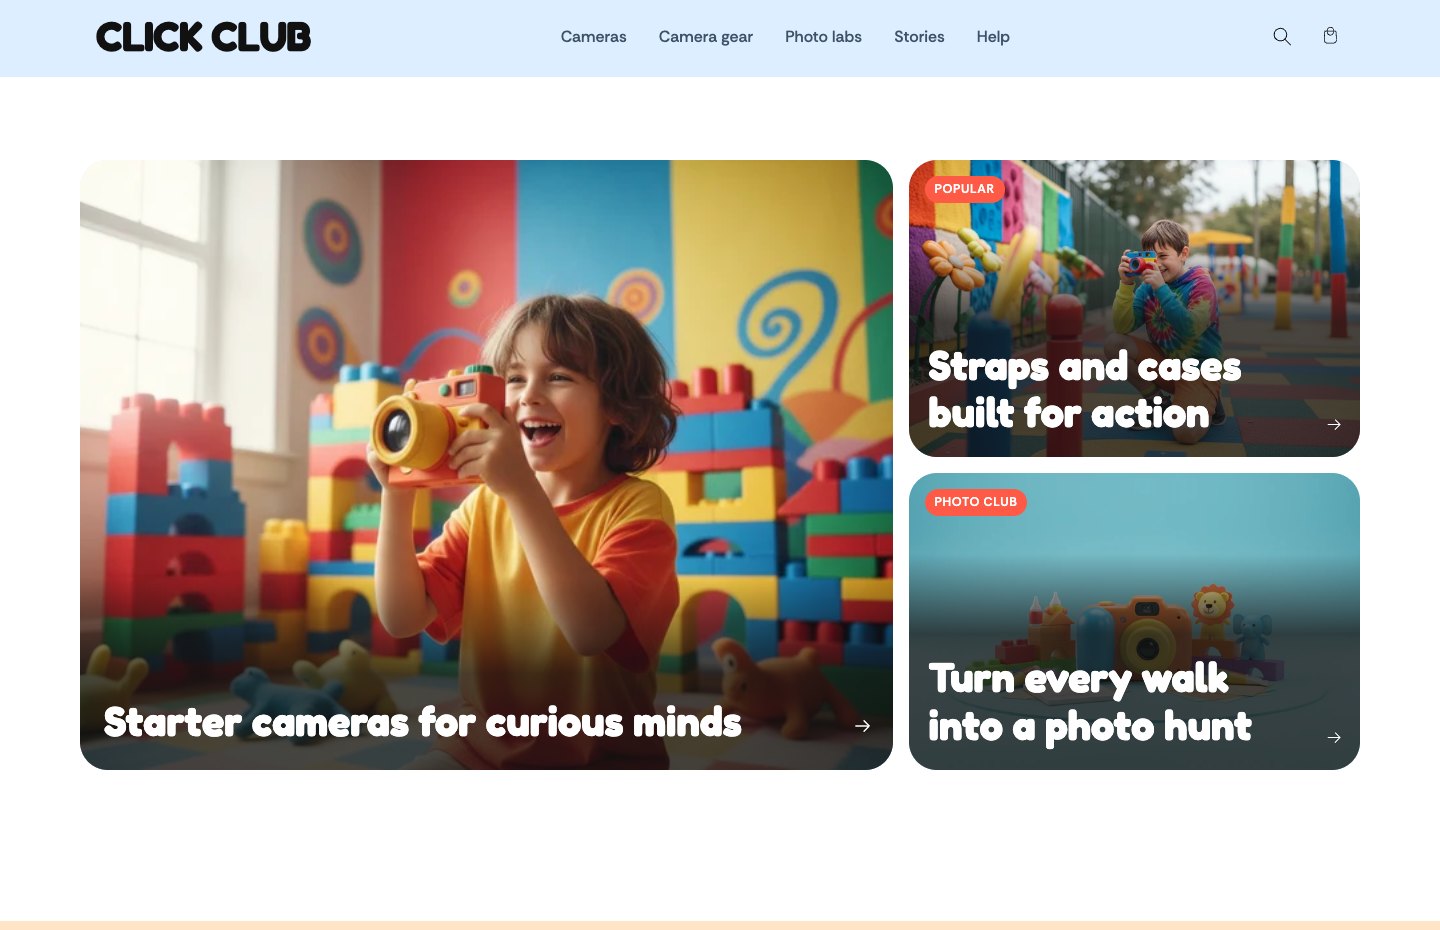 CLICK CLUB
Cameras
Camera gear
Photo labs
Stories
Help
Starter cameras for curious minds
POPULAR
Straps and cases
built for action
PHOTO CLUB
Turn every walk
into a photo hunt